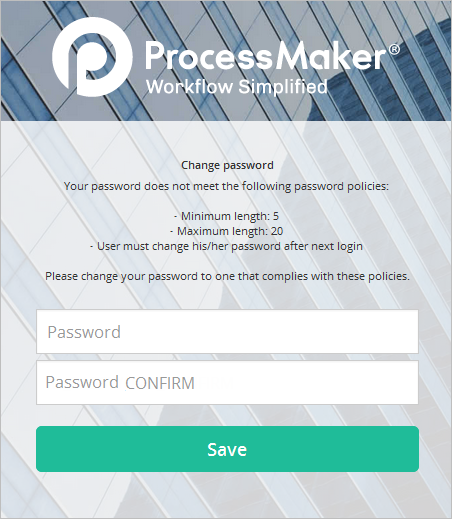 ProcessMaker®
Workflow Simplified
Change password
Your password does not meet the following password policies:
- Minimum length: 5
- Maximum length: 20
- User must change his/her password after next login
Please change your password to one that complies with these policies.
Password
Password CONFIRM
Save